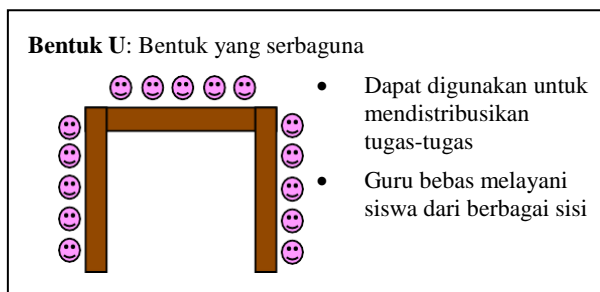 Bentuk U: Bentuk yang serbaguna
• Dapat digunakan untuk
mendistribusikan
tugas-tugas
• Guru bebas melayani
siswa dari berbagai sisi